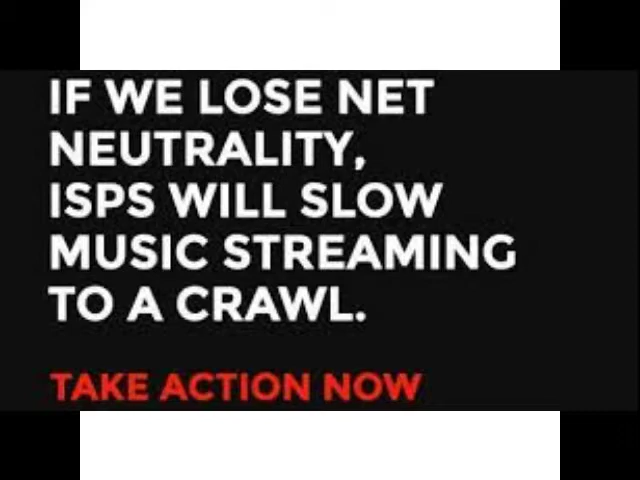 IF WE LOSE NET
NEUTRALITY,
ISPS WILL SLOW
MUSIC STREAMING
TO A CRAWL.
TAKE ACTION NOW